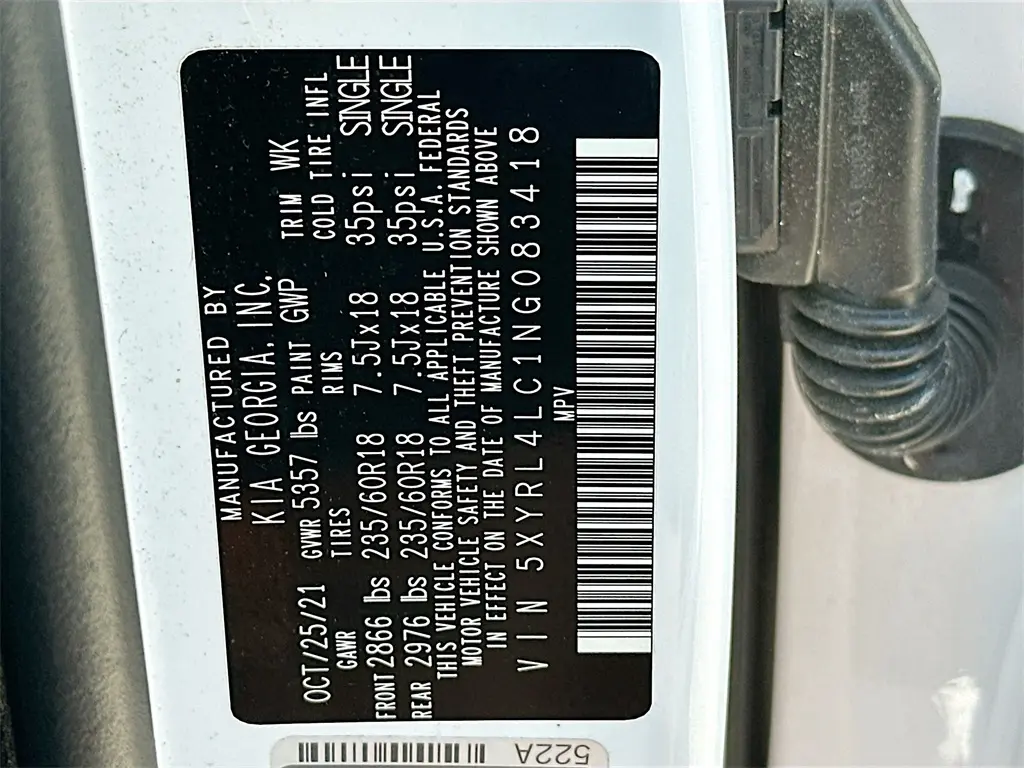 MANUFACTURED BY
KIA GEORGIA, INC.
OCT/25/21 GVWR 5357 lbs PAINT GWP TRIM WK
GAWR TIRES RIMS COLD TIRE INFL
FRONT 2866 lbs 235/60R18 7.5Jx18 35psi SINGLE
REAR 2976 lbs 235/60R18 7.5Jx18 35psi SINGLE
THIS VEHICLE CONFORMS TO ALL APPLICABLE U.S.A. FEDERAL
MOTOR VEHICLE SAFETY AND THEFT PREVENTION STANDARDS
IN EFFECT ON THE DATE OF MANUFACTURE SHOWN ABOVE
VIN 5XYRL4LC1NG083418
MPV
522A